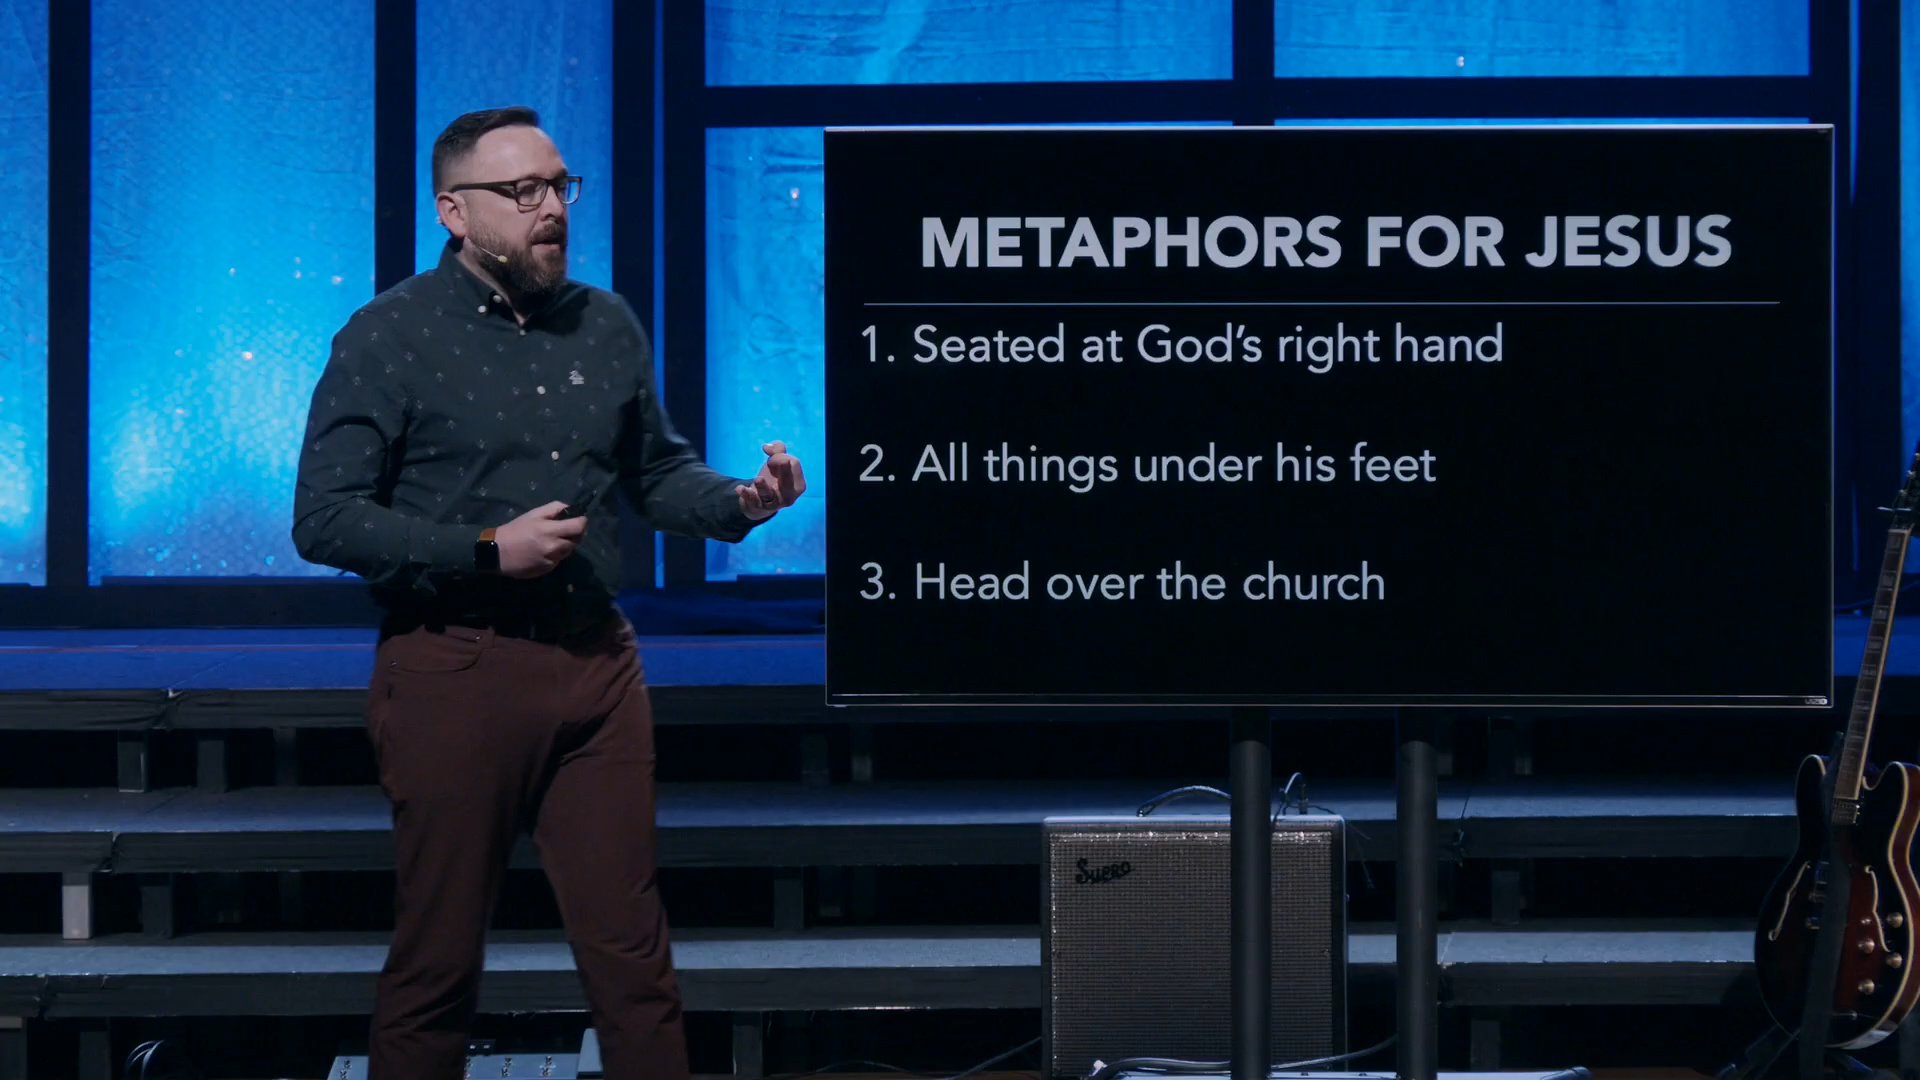 METAPHORS FOR JESUS
1. Seated at God's right hand
2. All things under his feet
3. Head over the church
VIZIO
Supro